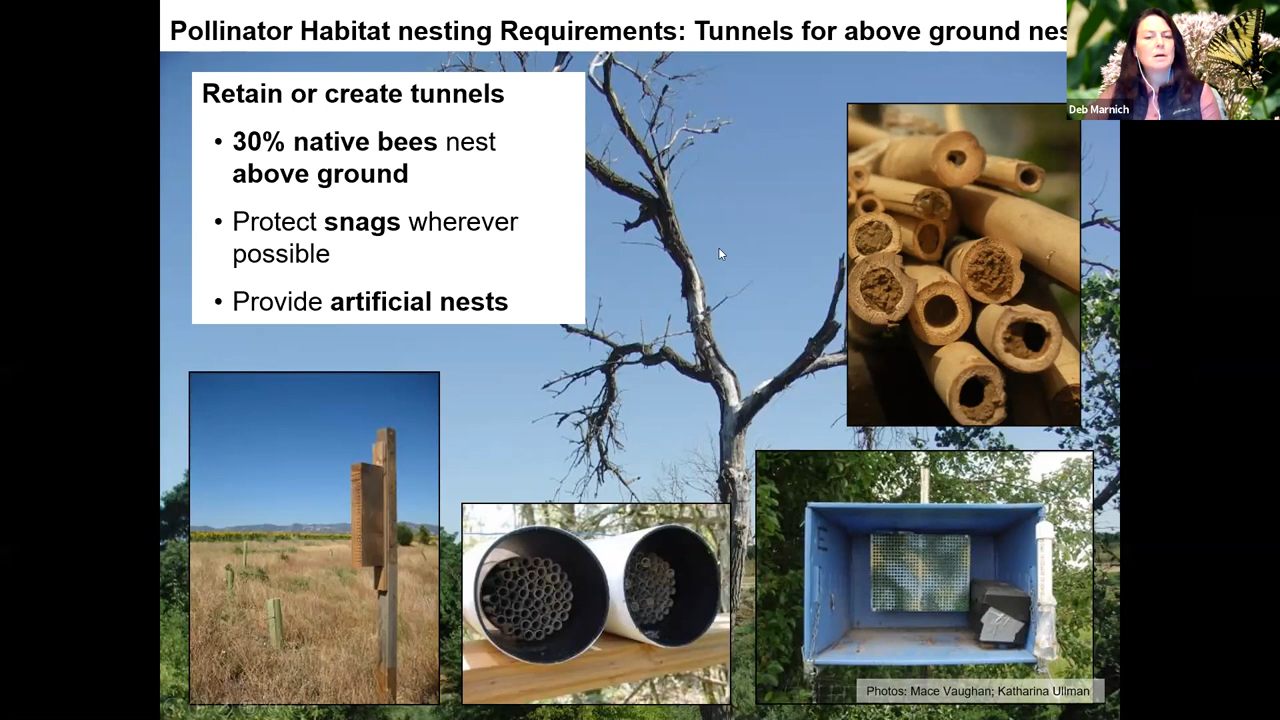 Pollinator Habitat nesting Requirements: Tunnels for above ground nes
Deb Marnich
Retain or create tunnels
• 30% native bees nest
above ground
• Protect snags wherever
possible
• Provide artificial nests
E
Photos: Mace Vaughan; Katharina Ullman